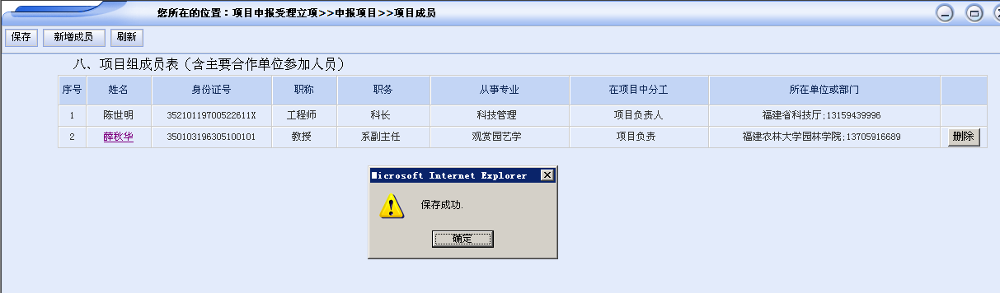 您所在的位置：项目申报受理立项>>申报项目>>项目成员
保存 新增成员 刷新
八、项目组成员表（含主要合作单位参加人员）
序号 姓名 身份证号 职称 职务 从事专业 在项目中分工 所在单位或部门
1 陈世明 35210119700522611X 工程师 科长 科技管理 项目负责人 福建省科技厅;13159439996
2 薛秋华 350103196305100101 教授 系副主任 观赏园艺学 项目负责 福建农林大学园林学院;13705916689 删除
Microsoft Internet Explorer
保存成功.
确定